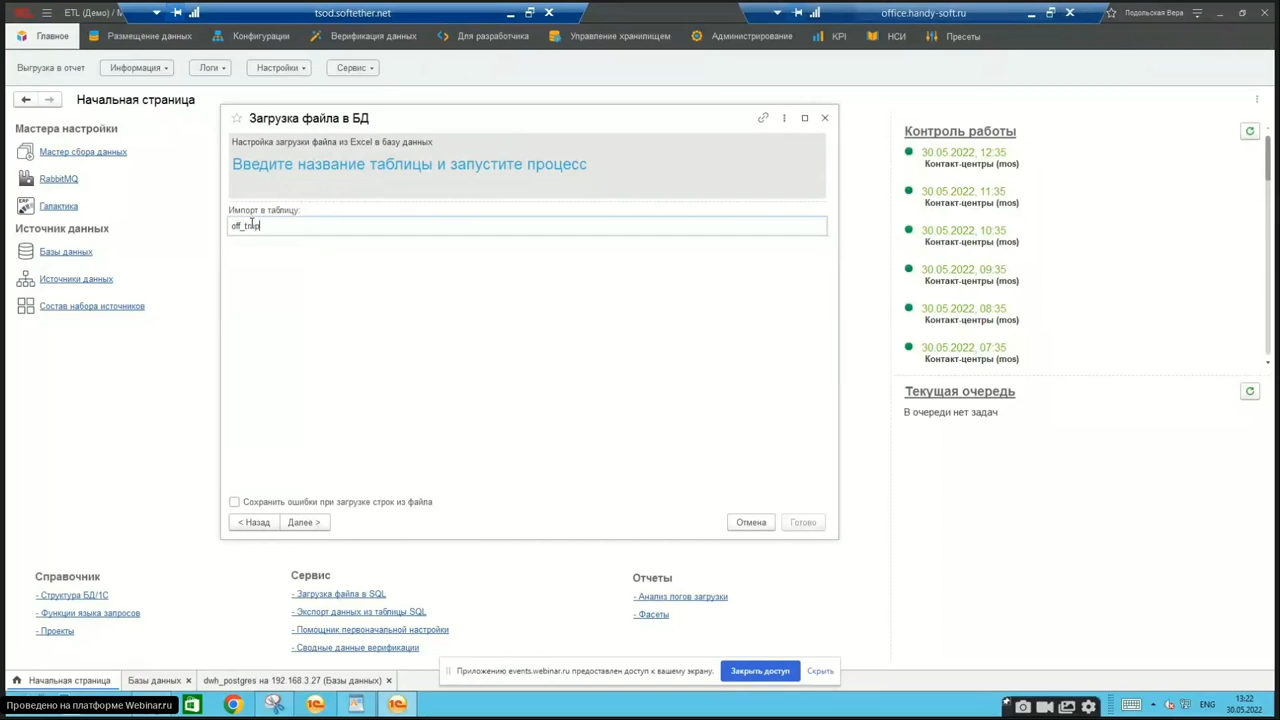 ETL (Демо) / М
tsod.softether.net
office.handy-soft.ru
Подольская Вера
Главное
Размещение данных
Конфигурации
Верификация данных
Для разработчика
Управление хранилищем
Администрирование
KPI
НСИ
Пресеты
Выгрузка в отчет
Информация
Логи
Настройки
Сервис
Начальная страница
Мастера настройки
Мастер сбора данных
RabbitMQ
Галактика
Источник данных
Базы данных
Источники данных
Состав набора источников
Загрузка файла в БД
Настройка загрузки файла из Excel в базу данных
Введите название таблицы и запустите процесс
Импорт в таблицу:
Сохранить ошибки при загрузке строк из файла
< Назад
Далее >
Отмена
Готово
Контроль работы
30.05.2022, 12:35
Контакт-центры (mos)
30.05.2022, 11:35
Контакт-центры (mos)
30.05.2022, 10:35
Контакт-центры (mos)
30.05.2022, 09:35
Контакт-центры (mos)
30.05.2022, 08:35
Контакт-центры (mos)
30.05.2022, 07:35
Контакт-центры (mos)
Текущая очередь
В очереди нет задач
Справочник
- Структура БД/1С
- Функции языка запросов
- Проекты
Сервис
- Загрузка файла в SQL
- Экспорт данных из таблицы SQL
- Помощник первоначальной настройки
- Сводные данные верификации
Отчеты
- Анализ логов загрузки
- Фасеты
Приложению events.webinar.ru предоставлен доступ к вашему экрану.
Закрыть доступ
Скрыть
Начальная страница
Базы данных
dwh_postgres на 192.168.3.27 (Базы данных)
Проведено на платформе Webinar.ru
ENG
13:22
30.05.2022